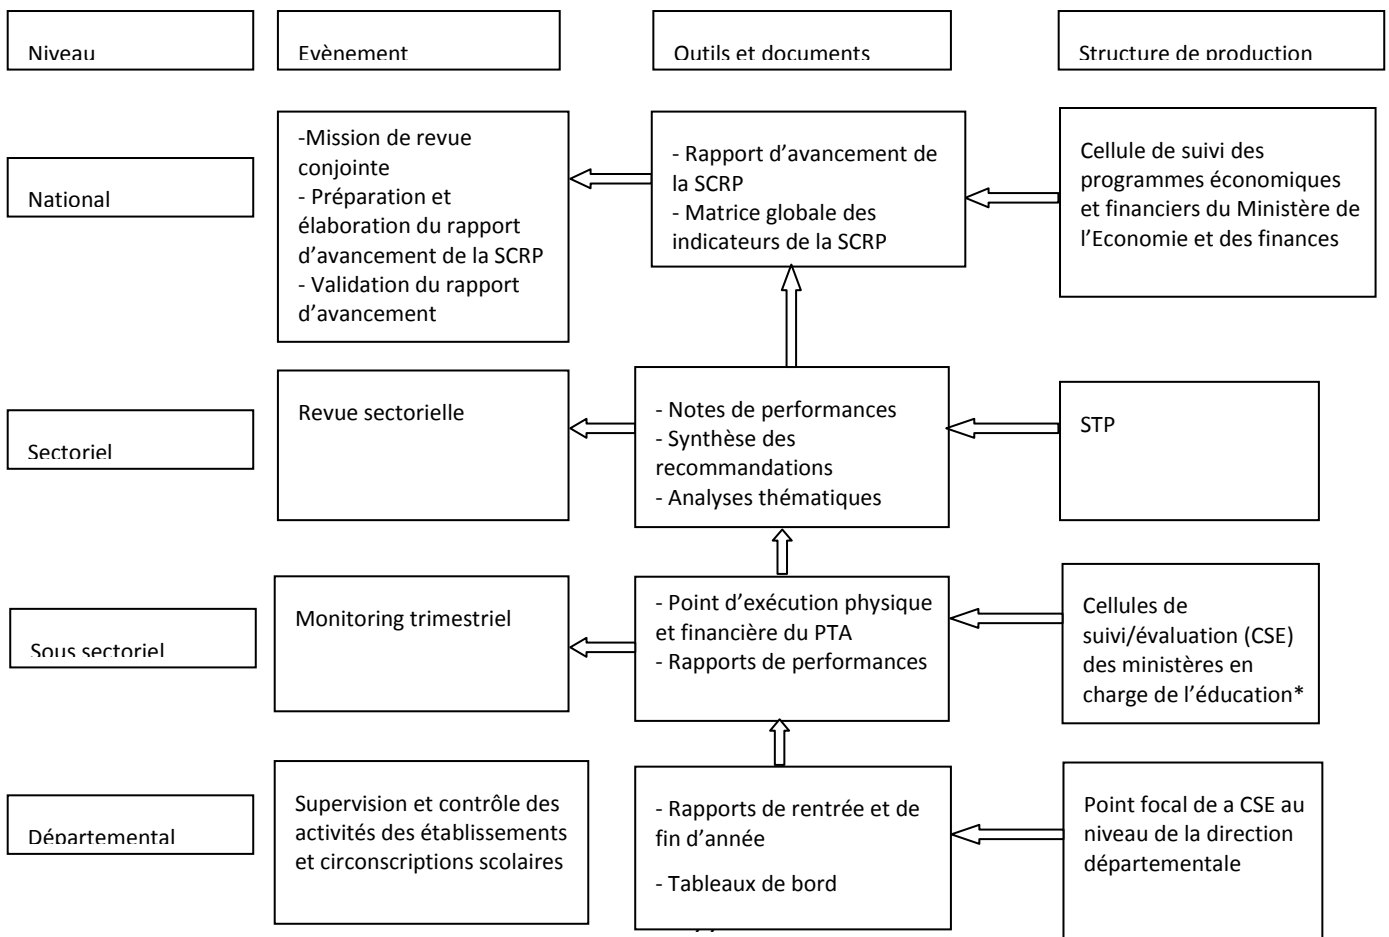 Niveau
Evènement
Outils et documents
Structure de production
National
-Mission de revue
conjointe
- Préparation et
élaboration du rapport
d’avancement de la SCRP
- Validation du rapport
d’avancement
- Rapport d’avancement de
la SCRP
- Matrice globale des
indicateurs de la SCRP
Cellule de suivi des
programmes économiques
et financiers du Ministère de
l’Economie et des finances
Sectoriel
Revue sectorielle
- Notes de performances
- Synthèse des
recommandations
- Analyses thématiques
STP
Sous sectoriel
Monitoring trimestriel
- Point d’exécution physique
et financière du PTA
- Rapports de performances
Cellules de
suivi/évaluation (CSE)
des ministères en
charge de l’éducation*
Départemental
Supervision et contrôle des
activités des établissements
et circonscriptions scolaires
- Rapports de rentrée et de
fin d’année
- Tableaux de bord
Point focal de a CSE au
niveau de la direction
départementale